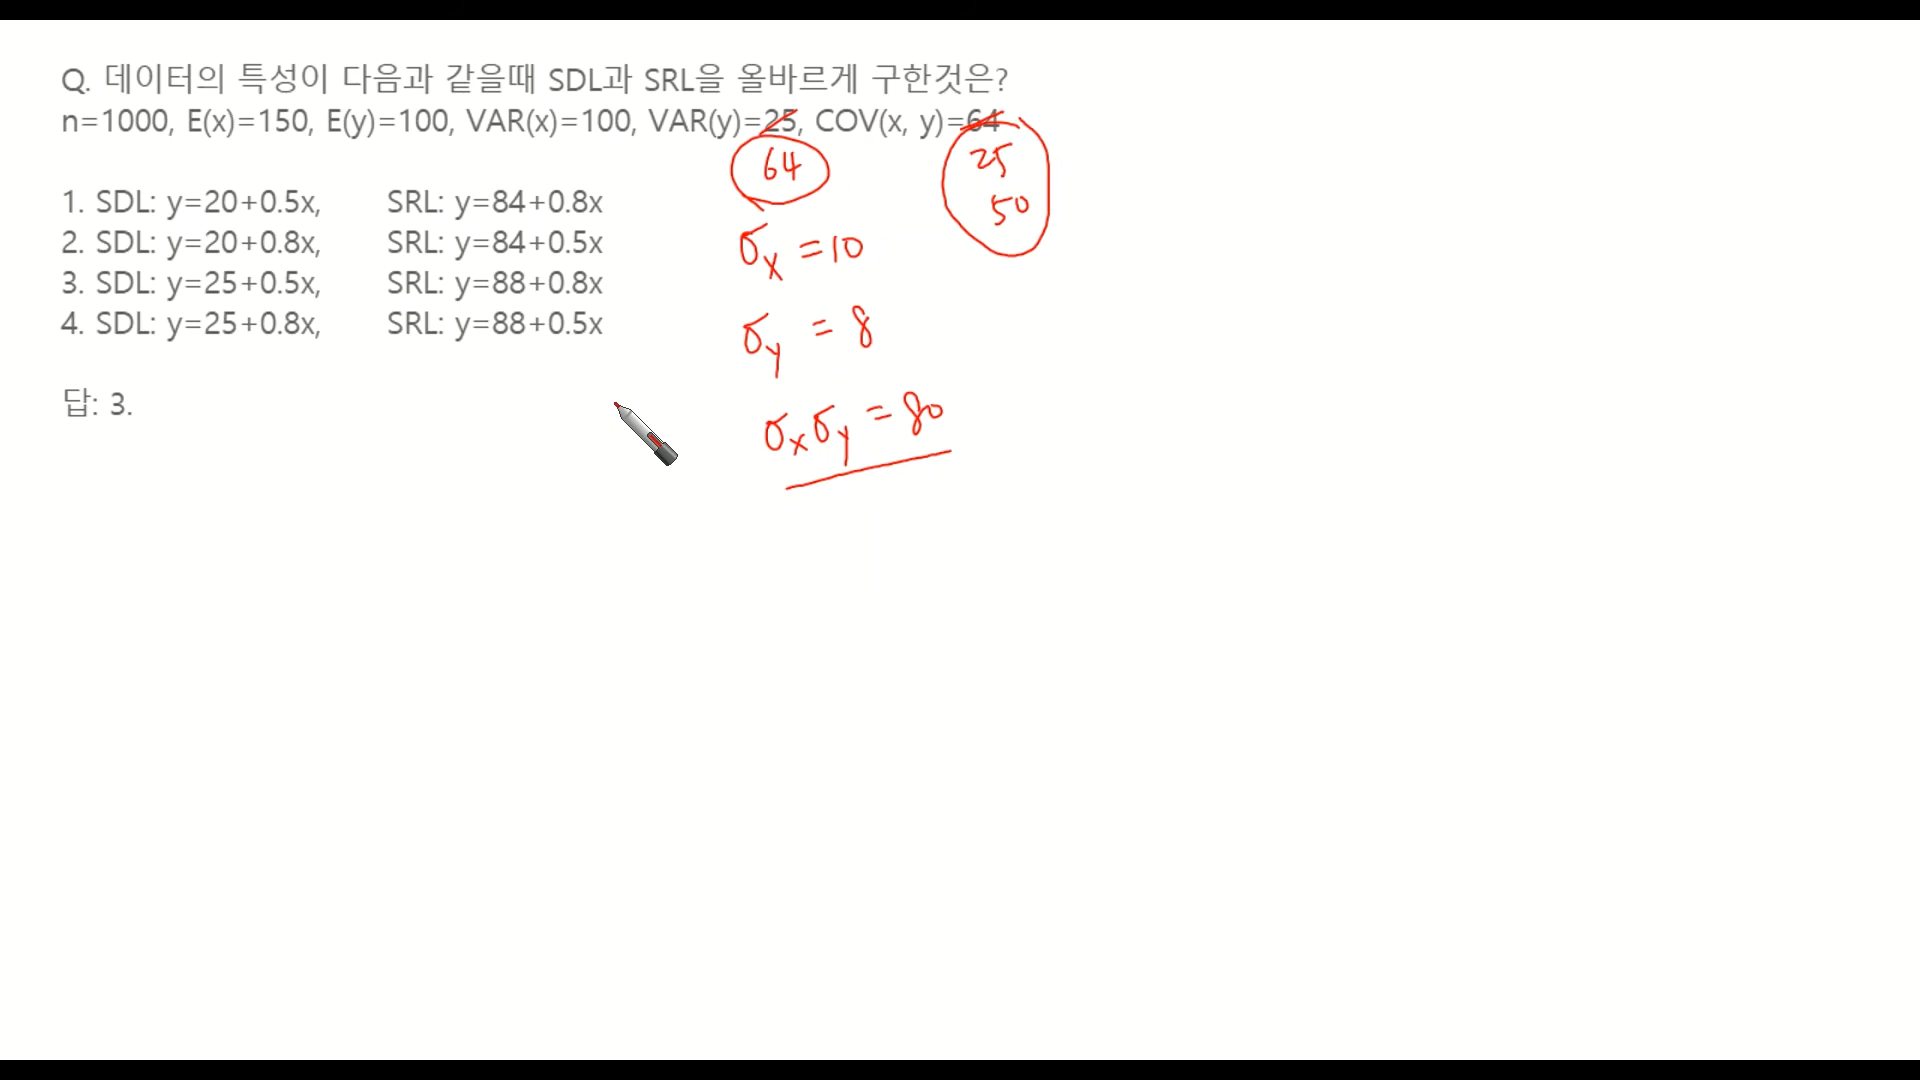 Q. 데이터의 특성이 다음과 같을때 SDL과 SRL을 올바르게 구한것은?
n=1000, E(x)=150, E(y)=100, VAR(x)=100, VAR(y)=25, COV(x, y)=64
64
25
50
1. SDL: y=20+0.5x, SRL: y=84+0.8x
2. SDL: y=20+0.8x, SRL: y=84+0.5x
3. SDL: y=25+0.5x, SRL: y=88+0.8x
4. SDL: y=25+0.8x, SRL: y=88+0.5x
σx = 10
σy = 8
σxσy = 80
답: 3.